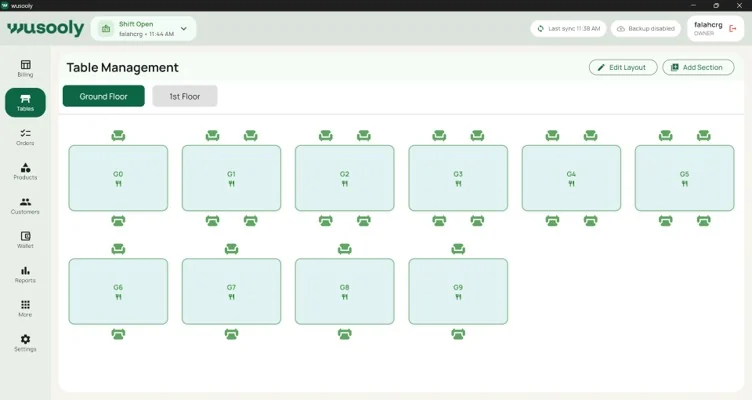 wusooly
wusooly
Shift Open
falahcrg • 11:44 AM
Last sync 11:38 AM
Backup disabled
falahcrg
OWNER
Billing
Tables
Orders
Products
Customers
Wallet
Reports
More
Settings
Table Management
Edit Layout
Add Section
Ground Floor
1st Floor
G0
G1
G2
G3
G4
G5
G6
G7
G8
G9